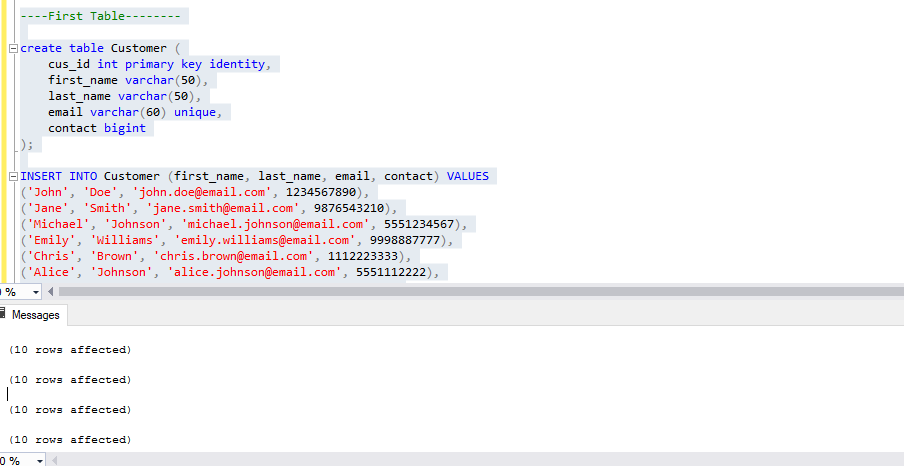 ----First Table--------
create table Customer (
cus_id int primary key identity,
first_name varchar(50),
last_name varchar(50),
email varchar(60) unique,
contact bigint
);
INSERT INTO Customer (first_name, last_name, email, contact) VALUES
('John', 'Doe', 'john.doe@email.com', 1234567890),
('Jane', 'Smith', 'jane.smith@email.com', 9876543210),
('Michael', 'Johnson', 'michael.johnson@email.com', 5551234567),
('Emily', 'Williams', 'emily.williams@email.com', 9998887777),
('Chris', 'Brown', 'chris.brown@email.com', 1112223333),
('Alice', 'Johnson', 'alice.johnson@email.com', 5551112222),
0 %
Messages
(10 rows affected)
(10 rows affected)
(10 rows affected)
(10 rows affected)
0 %